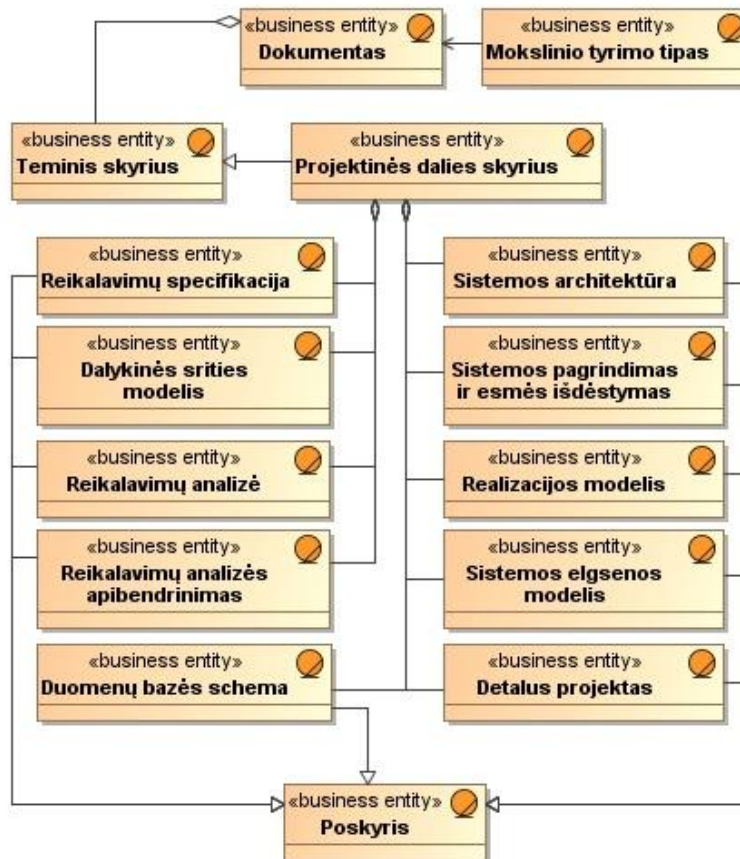 «business entity»
Dokumentas
«business entity»
Mokslinio tyrimo tipas
«business entity»
Teminis skyrius
«business entity»
Projektinės dalies skyrius
«business entity»
Reikalavimų specifikacija
«business entity»
Sistemos architektūra
«business entity»
Dalykinės srities
modelis
«business entity»
Sistemos pagrindimas
ir esmės išdėstymas
«business entity»
Reikalavimų analizė
«business entity»
Realizacijos modelis
«business entity»
Reikalavimų analizės
apibendrinimas
«business entity»
Sistemos elgsenos
modelis
«business entity»
Duomenų bazės schema
«business entity»
Detalus projektas
«business entity»
Poskyris